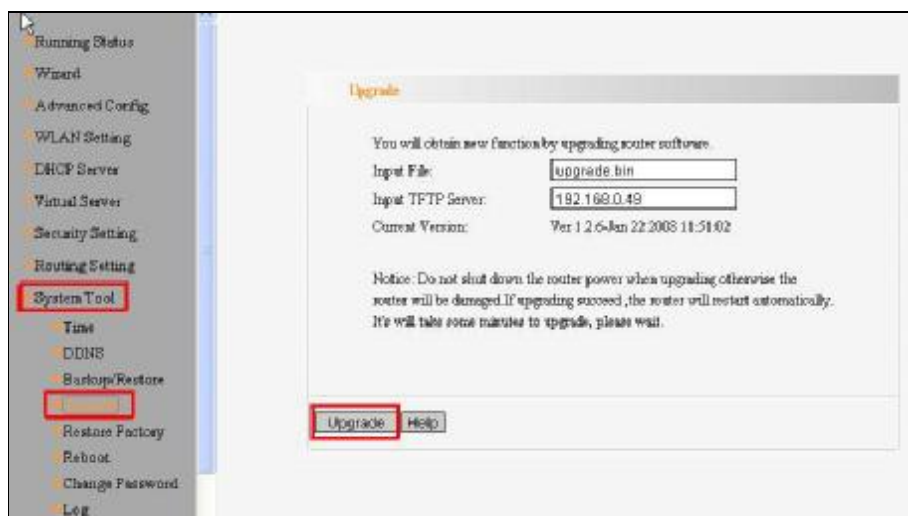 Running Status
Wizard
Advanced Config
WLAN Setting
DHCP Server
Virtual Server
Security Setting
Routing Setting
System Tool
Time
DDNS
Backup/Restore
Restore Factory
Reboot
Change Password
Log
Upgrade
You will obtain new function by upgrading router software.
Input File: upgrade.bin
Input TFTP Server: 192.168.0.49
Current Version: Ver 1.2.6-Jan 22 2008 18:51:02
Notice: Do not shut down the router power when upgrading otherwise the
router will be damaged.If upgrading succeed ,the router will restart automatically.
It's will take some minutes to upgrade, please wait.
Upgrade Help